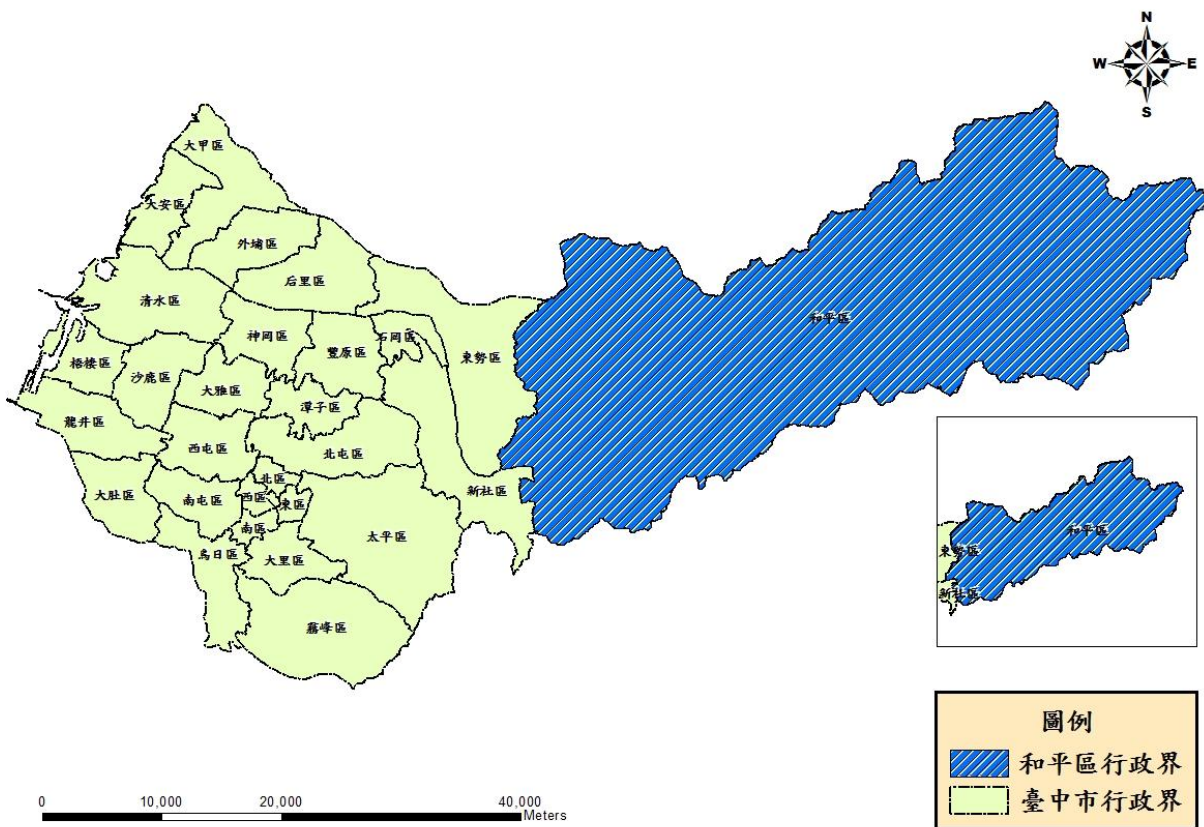 N
W
E
S
大甲區
大安區
外埔區
后里區
清水區
神岡區
豐原區
石岡區
東勢區
和平區
梧棲區
沙鹿區
大雅區
潭子區
龍井區
西屯區
北屯區
北區
大肚區
南屯區
西區
東區
新社區
南區
太平區
烏日區
大里區
霧峰區
和平區
東勢區
新社區
圖例
和平區行政界
臺中市行政界
0
10,000
20,000
40,000
Meters